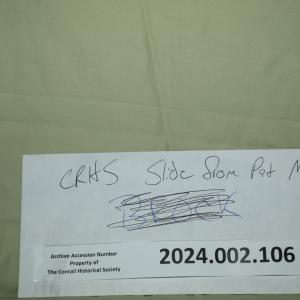 CRHS Slide from Pat M
Archive Accession Number
Property of
The Conrail Historical Society
2024.002.106